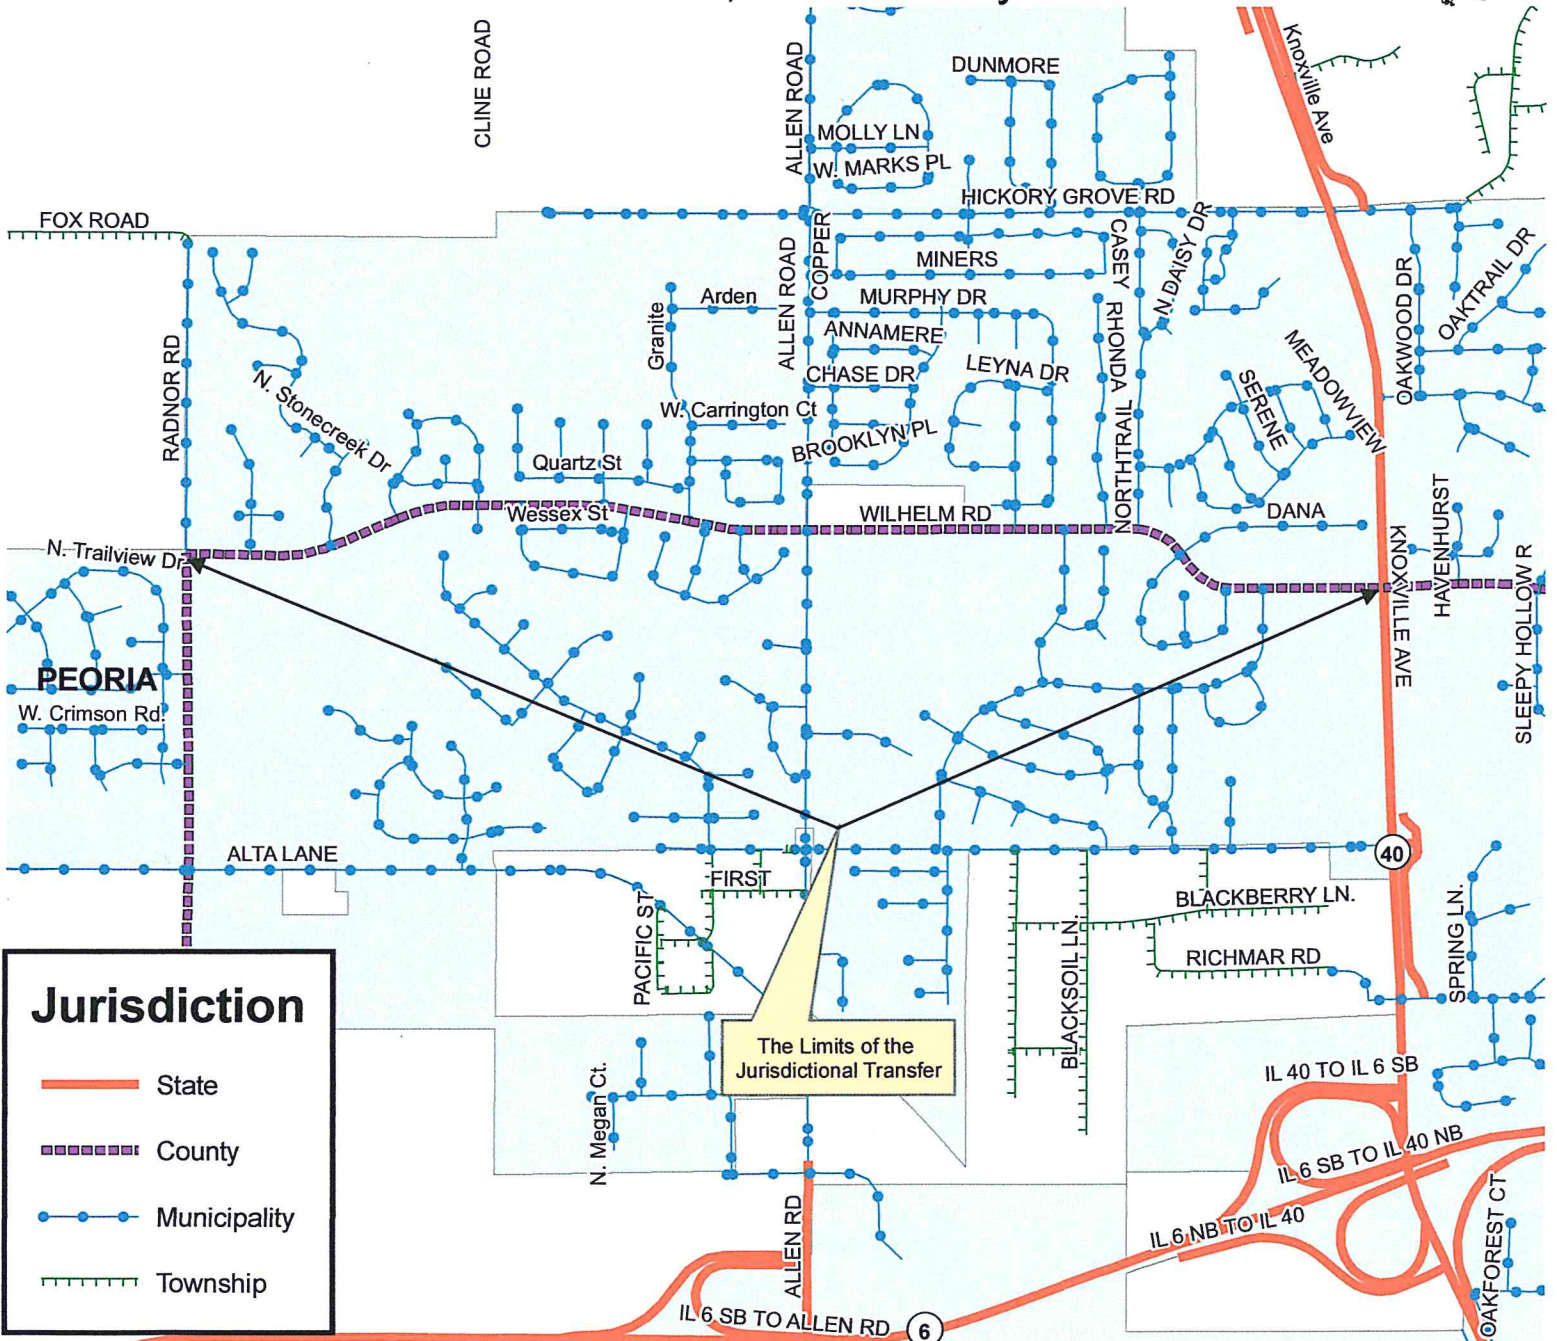 CLINE ROAD
ALLEN ROAD
DUNMORE
Knoxville Ave
MOLLY LN
W. MARKS PL
HICKORY GROVE RD
FOX ROAD
COPPER
ALLEN ROAD
MINERS
CASEY
N DAISY DR
OAKWOOD DR
OAKTRAIL DR
Arden
Granite
MURPHY DR
ANNAMERE
RADNOR RD
RHONDA
MEADOWVIEW
CHASE DR
LEYNA DR
N. Stonecreek Dr
W. Carrington Ct
SERENE
BROOKLYN PL
NORTHTRAIL
Quartz St
Wessex St
WILHELM RD
DANA
HAVENHURST
N. Trailview Dr
KNOXVILLE AVE
SLEEPY HOLLOW R
PEORIA
W. Crimson Rd.
ALTA LANE
40
FIRST
PACIFIC ST
BLACKBERRY LN.
BLACKSOIL LN.
RICHMAR RD
SPRING LN.
The Limits of the
Jurisdictional Transfer
N. Megan Ct.
IL 40 TO IL 6 SB
IL 6 SB TO IL 40 NB
IL 6 NB TO IL 40
OAKFOREST CT
ALLEN RD
IL 6 SB TO ALLEN RD
6
Jurisdiction
State
County
Municipality
Township